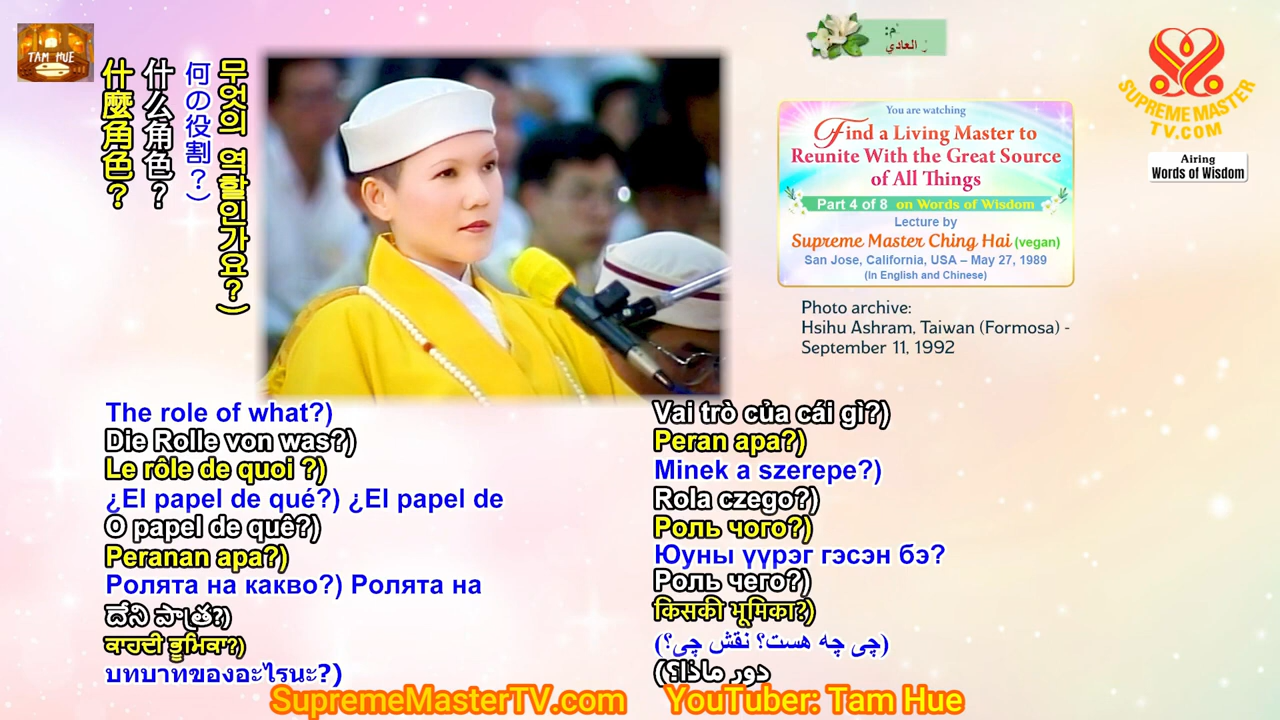 TAM HUE
什麼角色？
什么角色？
何の役割？)
무엇의 역할인가요？)
م:
العادي
SUPREME MASTER
TV.COM
Airing
Words of Wisdom
You are watching
Find a Living Master to
Reunite With the Great Source
of All Things
Part 4 of 8 on Words of Wisdom
Lecture by
Supreme Master Ching Hai (vegan)
San Jose, California, USA – May 27, 1989
(In English and Chinese)
Photo archive:
Hsihu Ashram, Taiwan (Formosa) -
September 11, 1992
The role of what?)
Die Rolle von was?)
Le rôle de quoi ?)
¿El papel de qué?) ¿El papel de
O papel de quê?)
Peranan apa?)
Ролята на какво?) Ролята на
దేని పాత్ర?)
ਕਾਹਦੀ ਭੂਮਿਕਾ?)
บทบาทของอะไรนะ?)
Vai trò của cái gì?)
Peran apa?)
Minek a szerepe?)
Rola czego?)
Роль чого?)
Юуны үүрэг гэсэн бэ?
Роль чего?)
किसकी भूमिका?)
(چی چه هست؟ نقش چی؟)
دور ماذا؟)
SupremeMasterTV.com YouTuber: Tam Hue